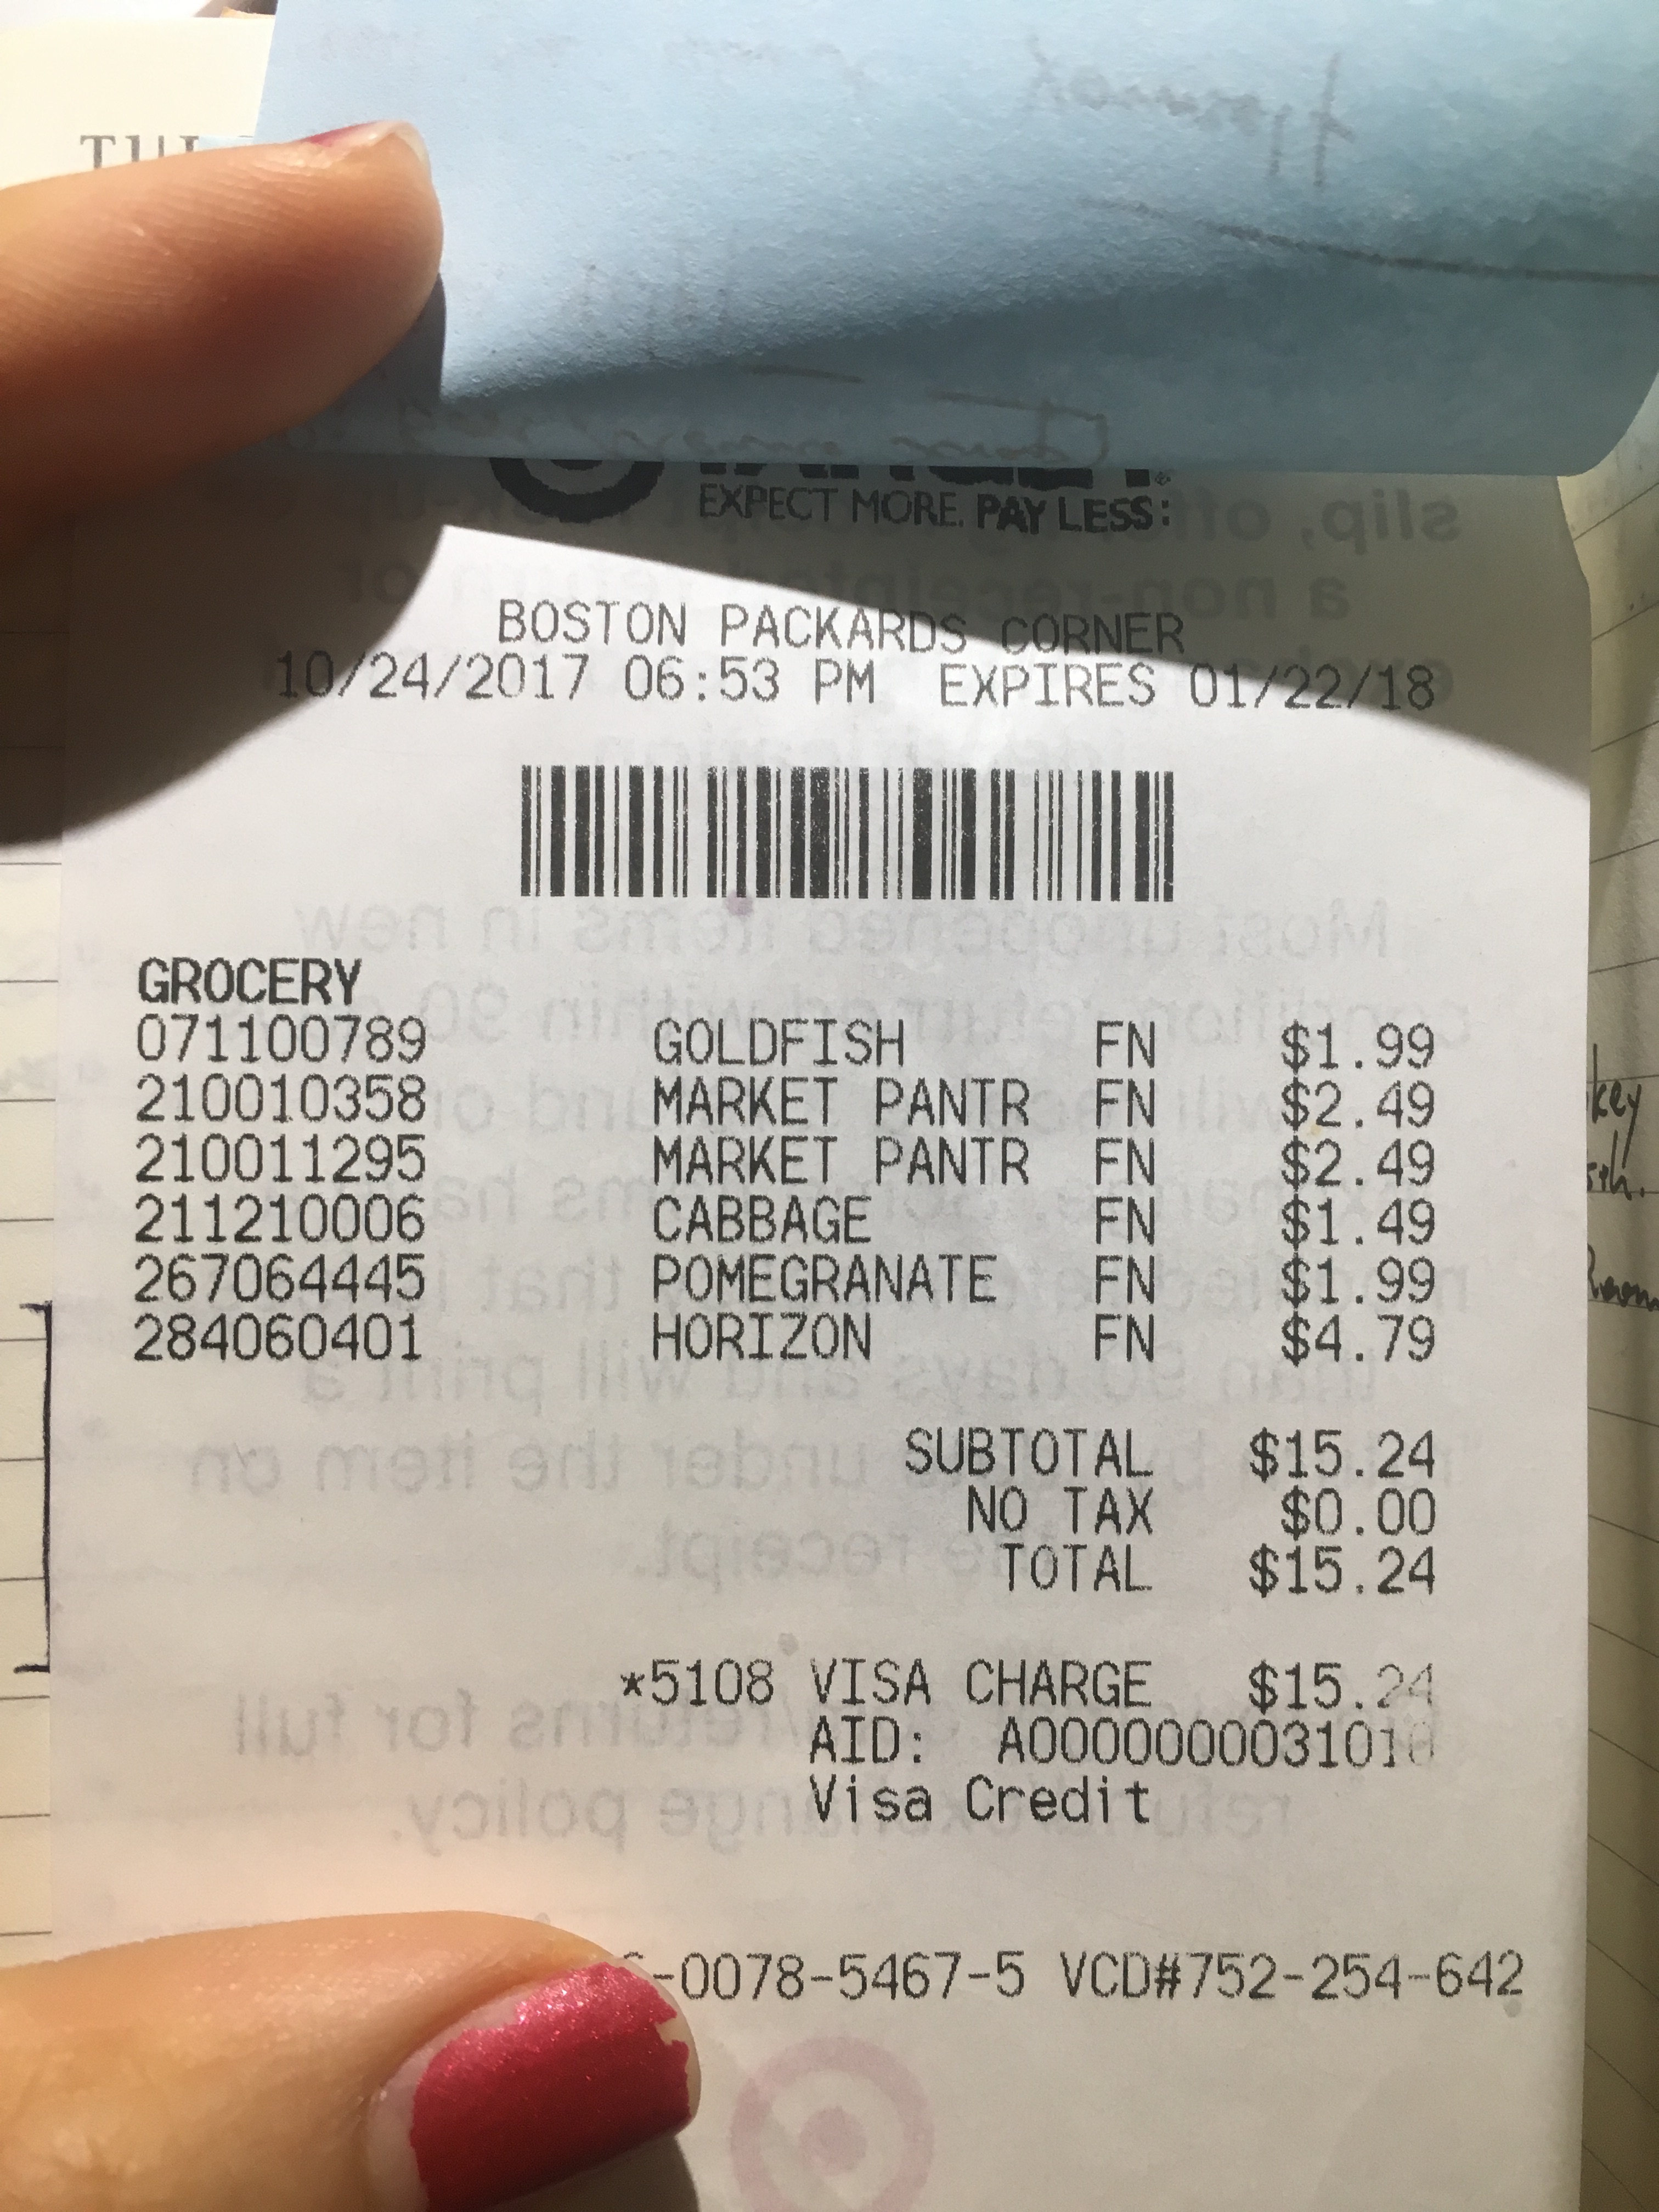 EXPECT MORE. PAY LESS.
BOSTON PACKARDS CORNER
10/24/2017 06:53 PM EXPIRES 01/22/18
GROCERY
071100789 GOLDFISH FN $1.99
210010358 MARKET PANTR FN $2.49
210011295 MARKET PANTR FN $2.49
211210006 CABBAGE FN $1.49
267064445 POMEGRANATE FN $1.99
284060401 HORIZON FN $4.79
SUBTOTAL $15.24
NO TAX $0.00
TOTAL $15.24
*5108 VISA CHARGE $15.24
AID: A0000000031010
Visa Credit
-0078-5467-5 VCD#752-254-642